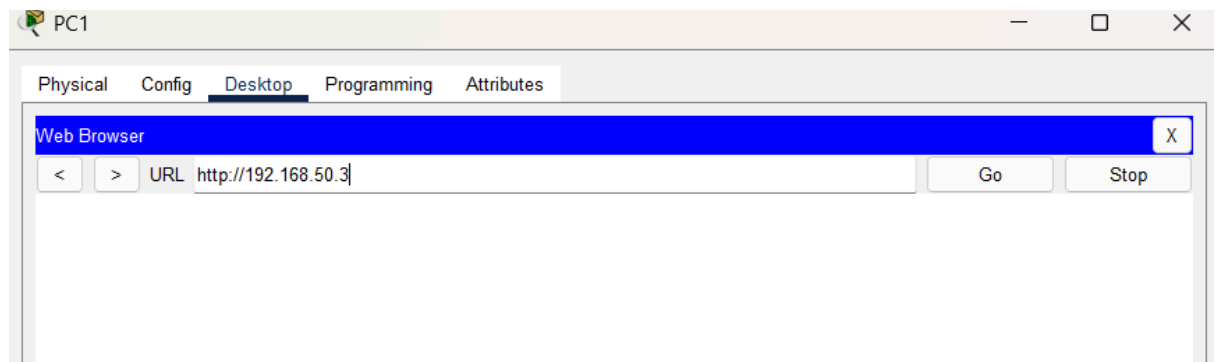 PC1
Physical Config Desktop Programming Attributes
Web Browser X
< > URL http://192.168.50.3 Go Stop